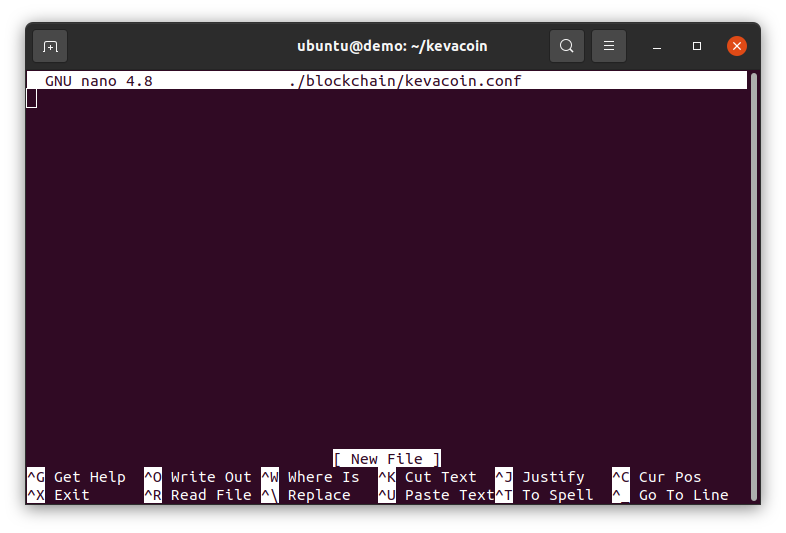 ubuntu@demo: ~/kevacoin
GNU nano 4.8 ./blockchain/kevacoin.conf
[ New File ]
^G Get Help ^O Write Out ^W Where Is ^K Cut Text ^J Justify ^C Cur Pos
^X Exit ^R Read File ^\ Replace ^U Paste Text^T To Spell ^_ Go To Line